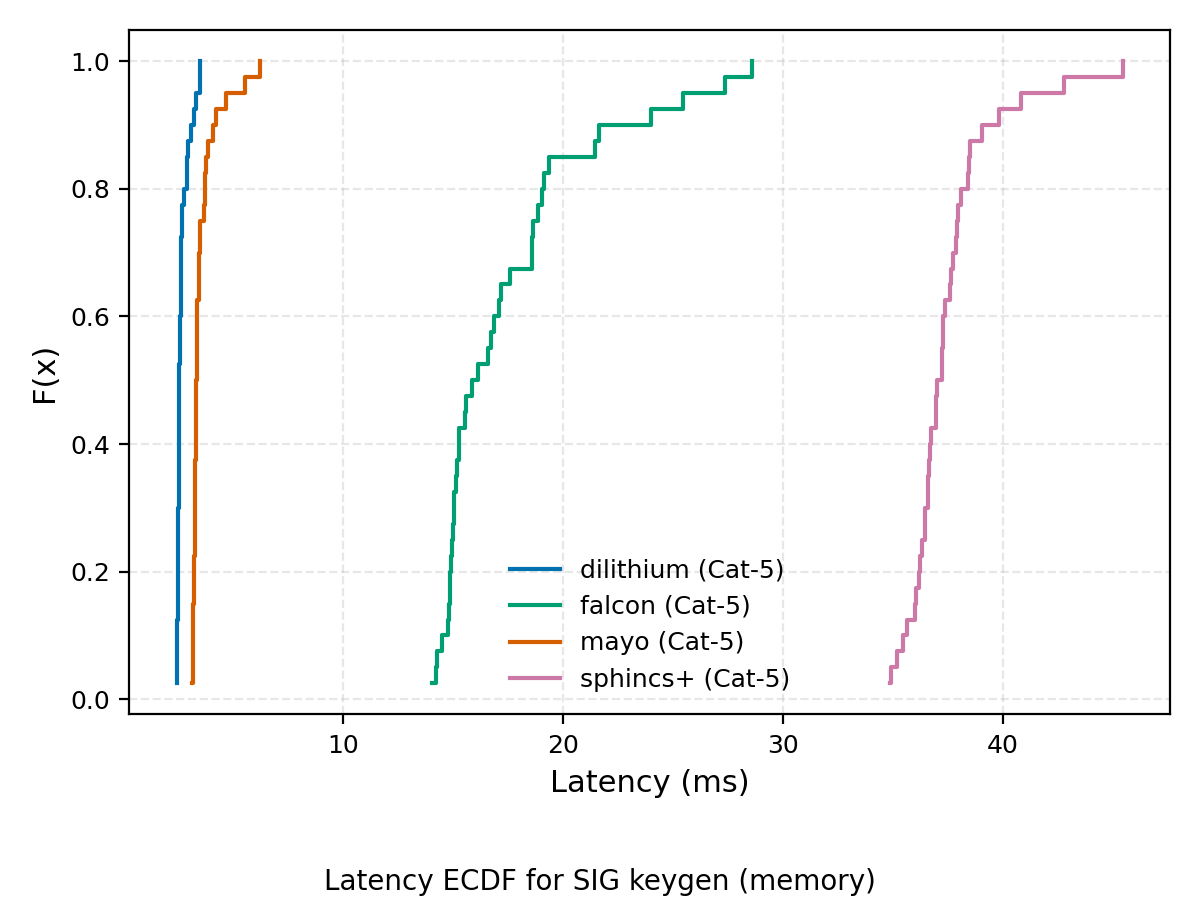 1.0
0.8
0.6
0.4
0.2
0.0
F(x)
dilithium (Cat-5)
falcon (Cat-5)
mayo (Cat-5)
sphincs+ (Cat-5)
10 20 30 40
Latency (ms)
Latency ECDF for SIG keygen (memory)